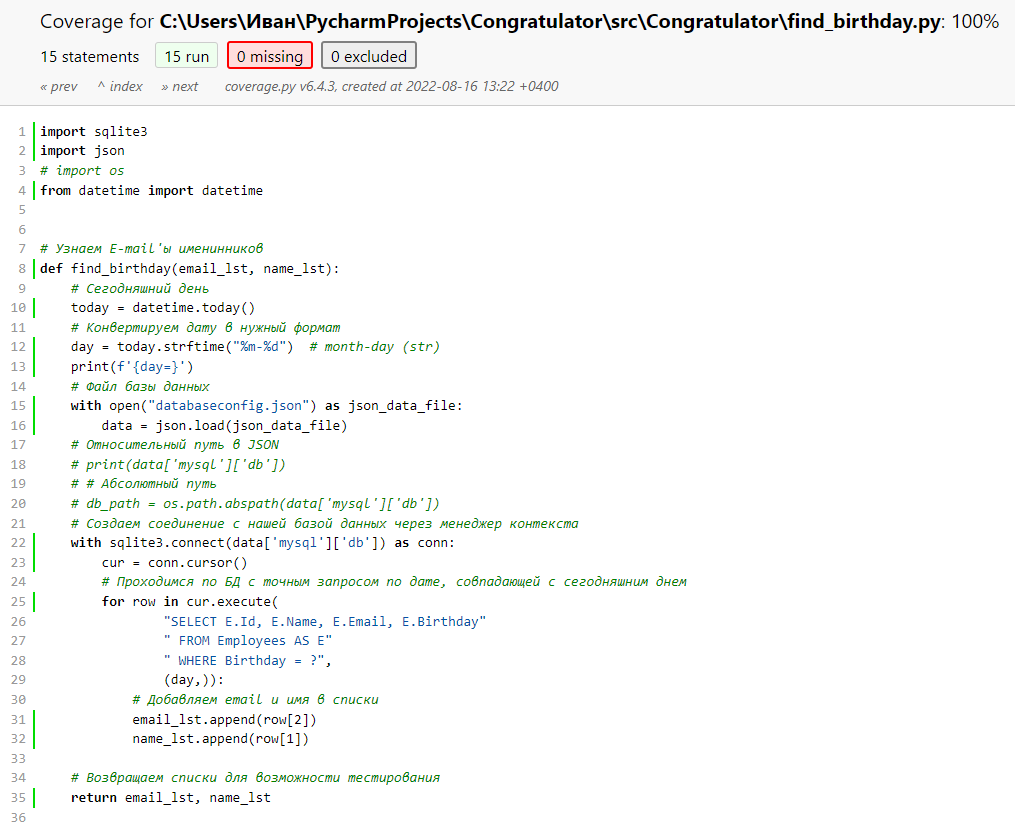 Coverage for C:\Users\Иван\PycharmProjects\Congratulator\src\Congratulator\find_birthday.py: 100%
15 statements 15 run 0 missing 0 excluded
« prev ^ index » next coverage.py v6.4.3, created at 2022-08-16 13:22 +0400
1 import sqlite3
2 import json
3 # import os
4 from datetime import datetime
5
6
7 # Узнаем E-mail'ы именинников
8 def find_birthday(email_lst, name_lst):
9     # Сегодняшний день
10     today = datetime.today()
11     # Конвертируем дату в нужный формат
12     day = today.strftime("%m-%d")  # month-day (str)
13     print(f'{day=}')
14     # Файл базы данных
15     with open("databaseconfig.json") as json_data_file:
16         data = json.load(json_data_file)
17     # Относительный путь в JSON
18     # print(data['mysql']['db'])
19     # # Абсолютный путь
20     # db_path = os.path.abspath(data['mysql']['db'])
21     # Создаем соединение с нашей базой данных через менеджер контекста
22     with sqlite3.connect(data['mysql']['db']) as conn:
23         cur = conn.cursor()
24         # Проходимся по БД с точным запросом по дате, совпадающей с сегодняшним днем
25         for row in cur.execute(
26                 "SELECT E.Id, E.Name, E.Email, E.Birthday"
27                 " FROM Employees AS E"
28                 " WHERE Birthday = ?",
29                 (day,)):
30             # Добавляем email и имя в списки
31             email_lst.append(row[2])
32             name_lst.append(row[1])
33
34     # Возвращаем списки для возможности тестирования
35     return email_lst, name_lst
36